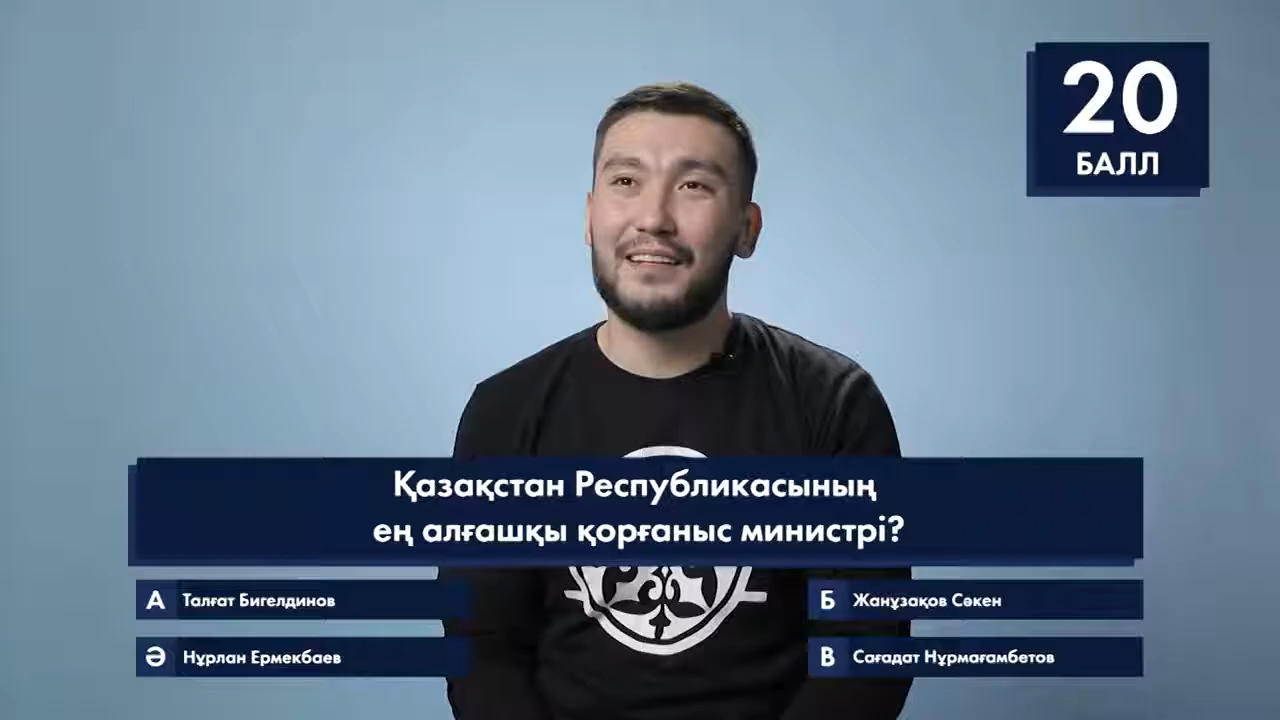 20
БАЛЛ
Қазақстан Республикасының
ең алғашқы қорғаныс министрі?
А Талғат Бигелдинов
Б Жанұзақов Сәкен
Ә Нұрлан Ермекбаев
В Сағадат Нұрмағамбетов